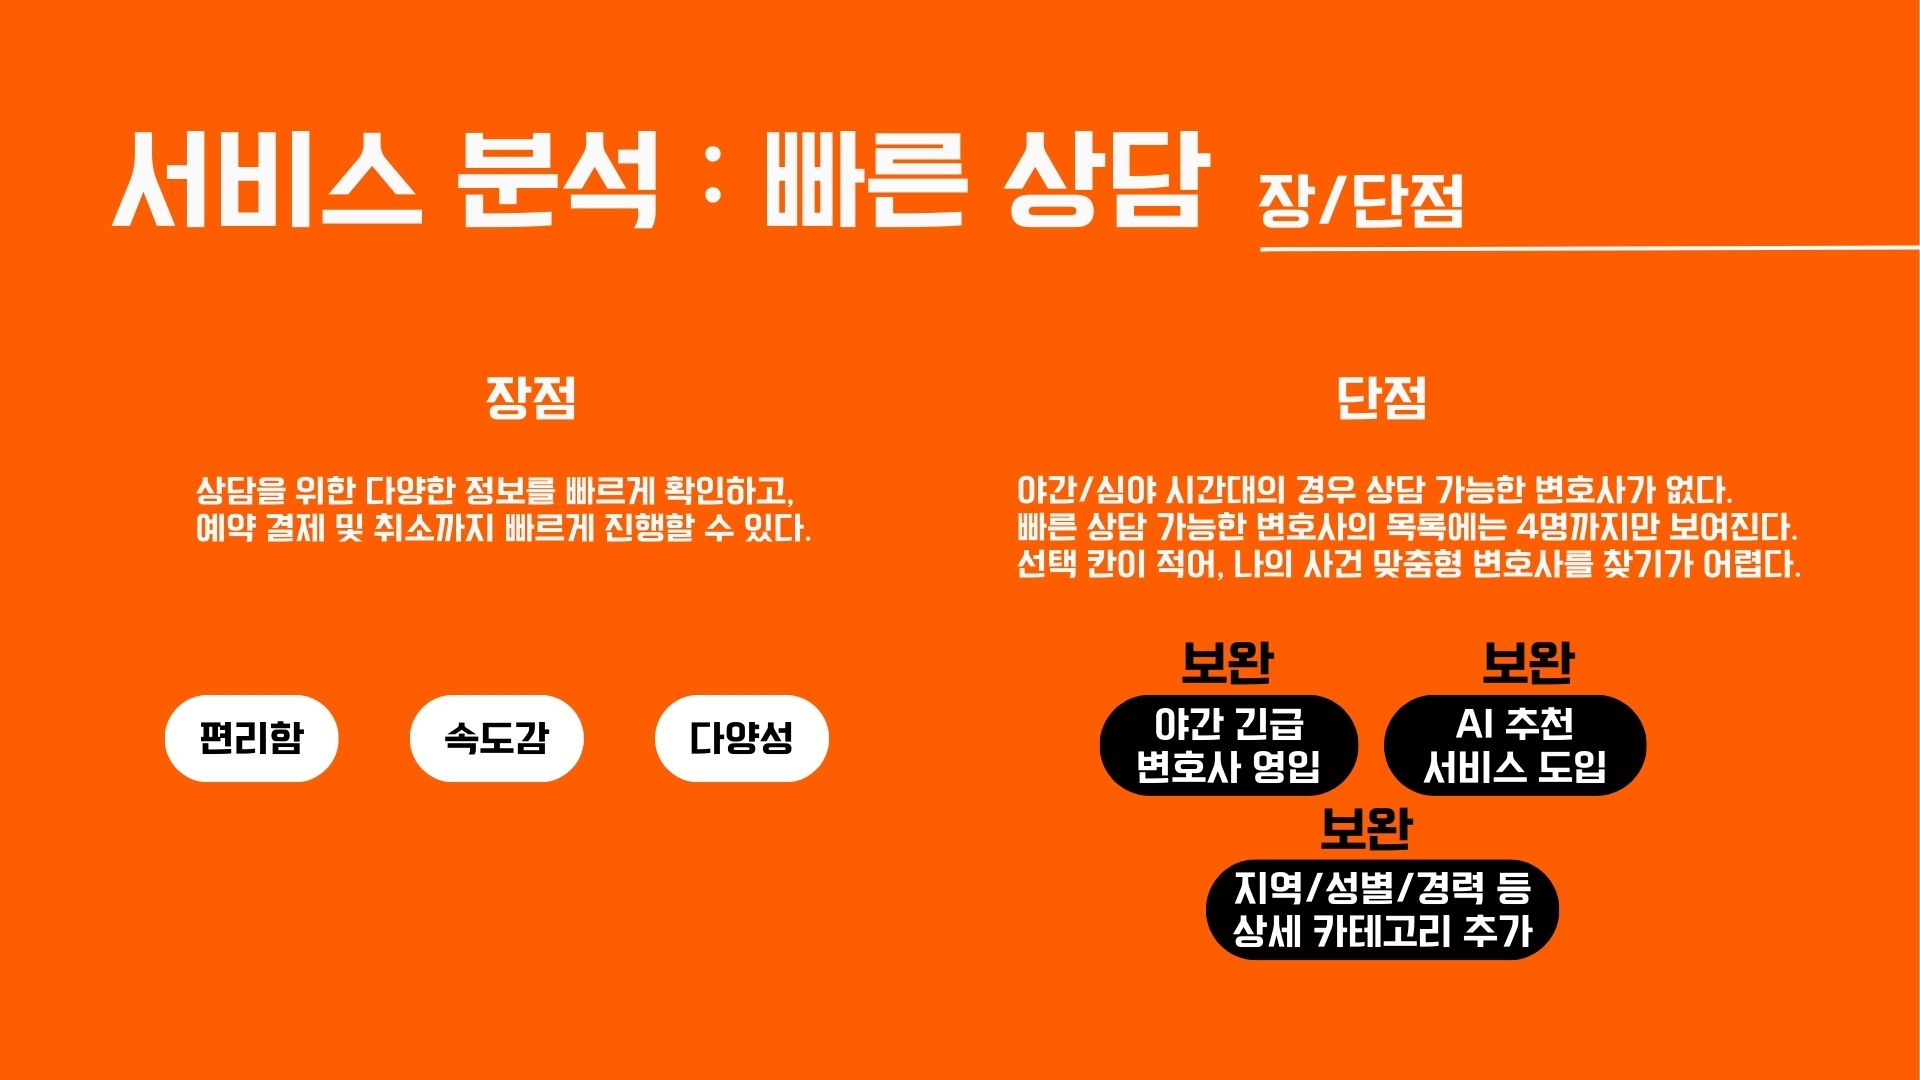 서비스 분석 : 빠른 상담 장/단점
장점
상담을 위한 다양한 정보를 빠르게 확인하고,
예약 결제 및 취소까지 빠르게 진행할 수 있다.
편리함
속도감
다양성
단점
야간/심야 시간대의 경우 상담 가능한 변호사가 없다.
빠른 상담 가능한 변호사의 목록에는 4명까지만 보여진다.
선택 칸이 적어, 나의 사건 맞춤형 변호사를 찾기가 어렵다.
보완
야간 긴급
변호사 영입
보완
AI 추천
서비스 도입
보완
지역/성별/경력 등
상세 카테고리 추가